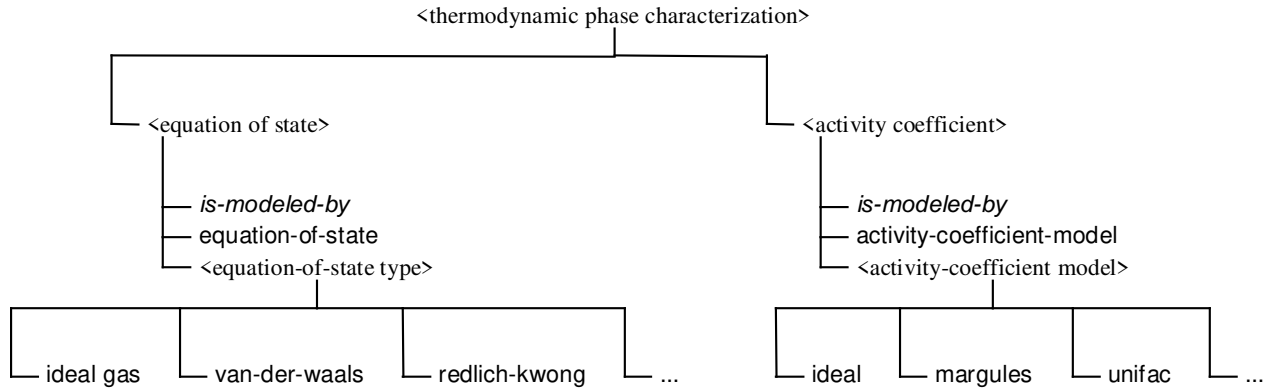 <thermodynamic phase characterization>
<equation of state>
<activity coefficient>
is-modeled-by
equation-of-state
<equation-of-state type>
is-modeled-by
activity-coefficient-model
<activity-coefficient model>
ideal gas
van-der-waals
redlich-kwong
...
ideal
margules
unifac
...